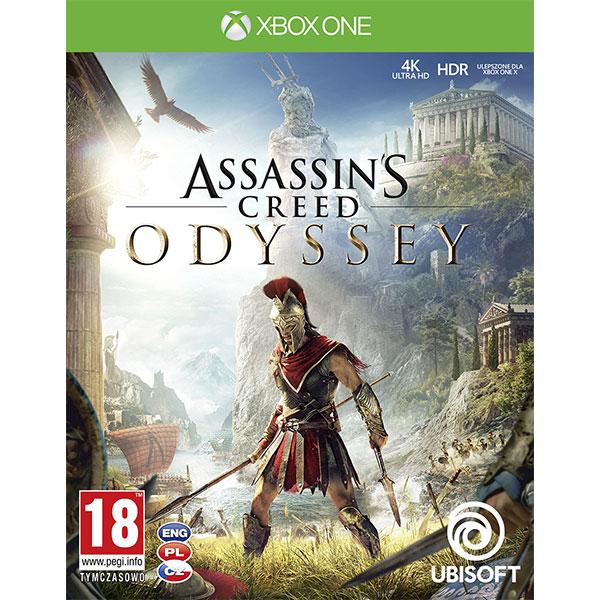 XBOX ONE
4K
ULTRA HD
HDR
ULEPSZONE DLA
XBOX ONE X
ASSASSIN'S
CREED
ODYSSEY
18
www.pegi.info
TYMCZASOWO
ENG
PL
CZ
UBISOFT